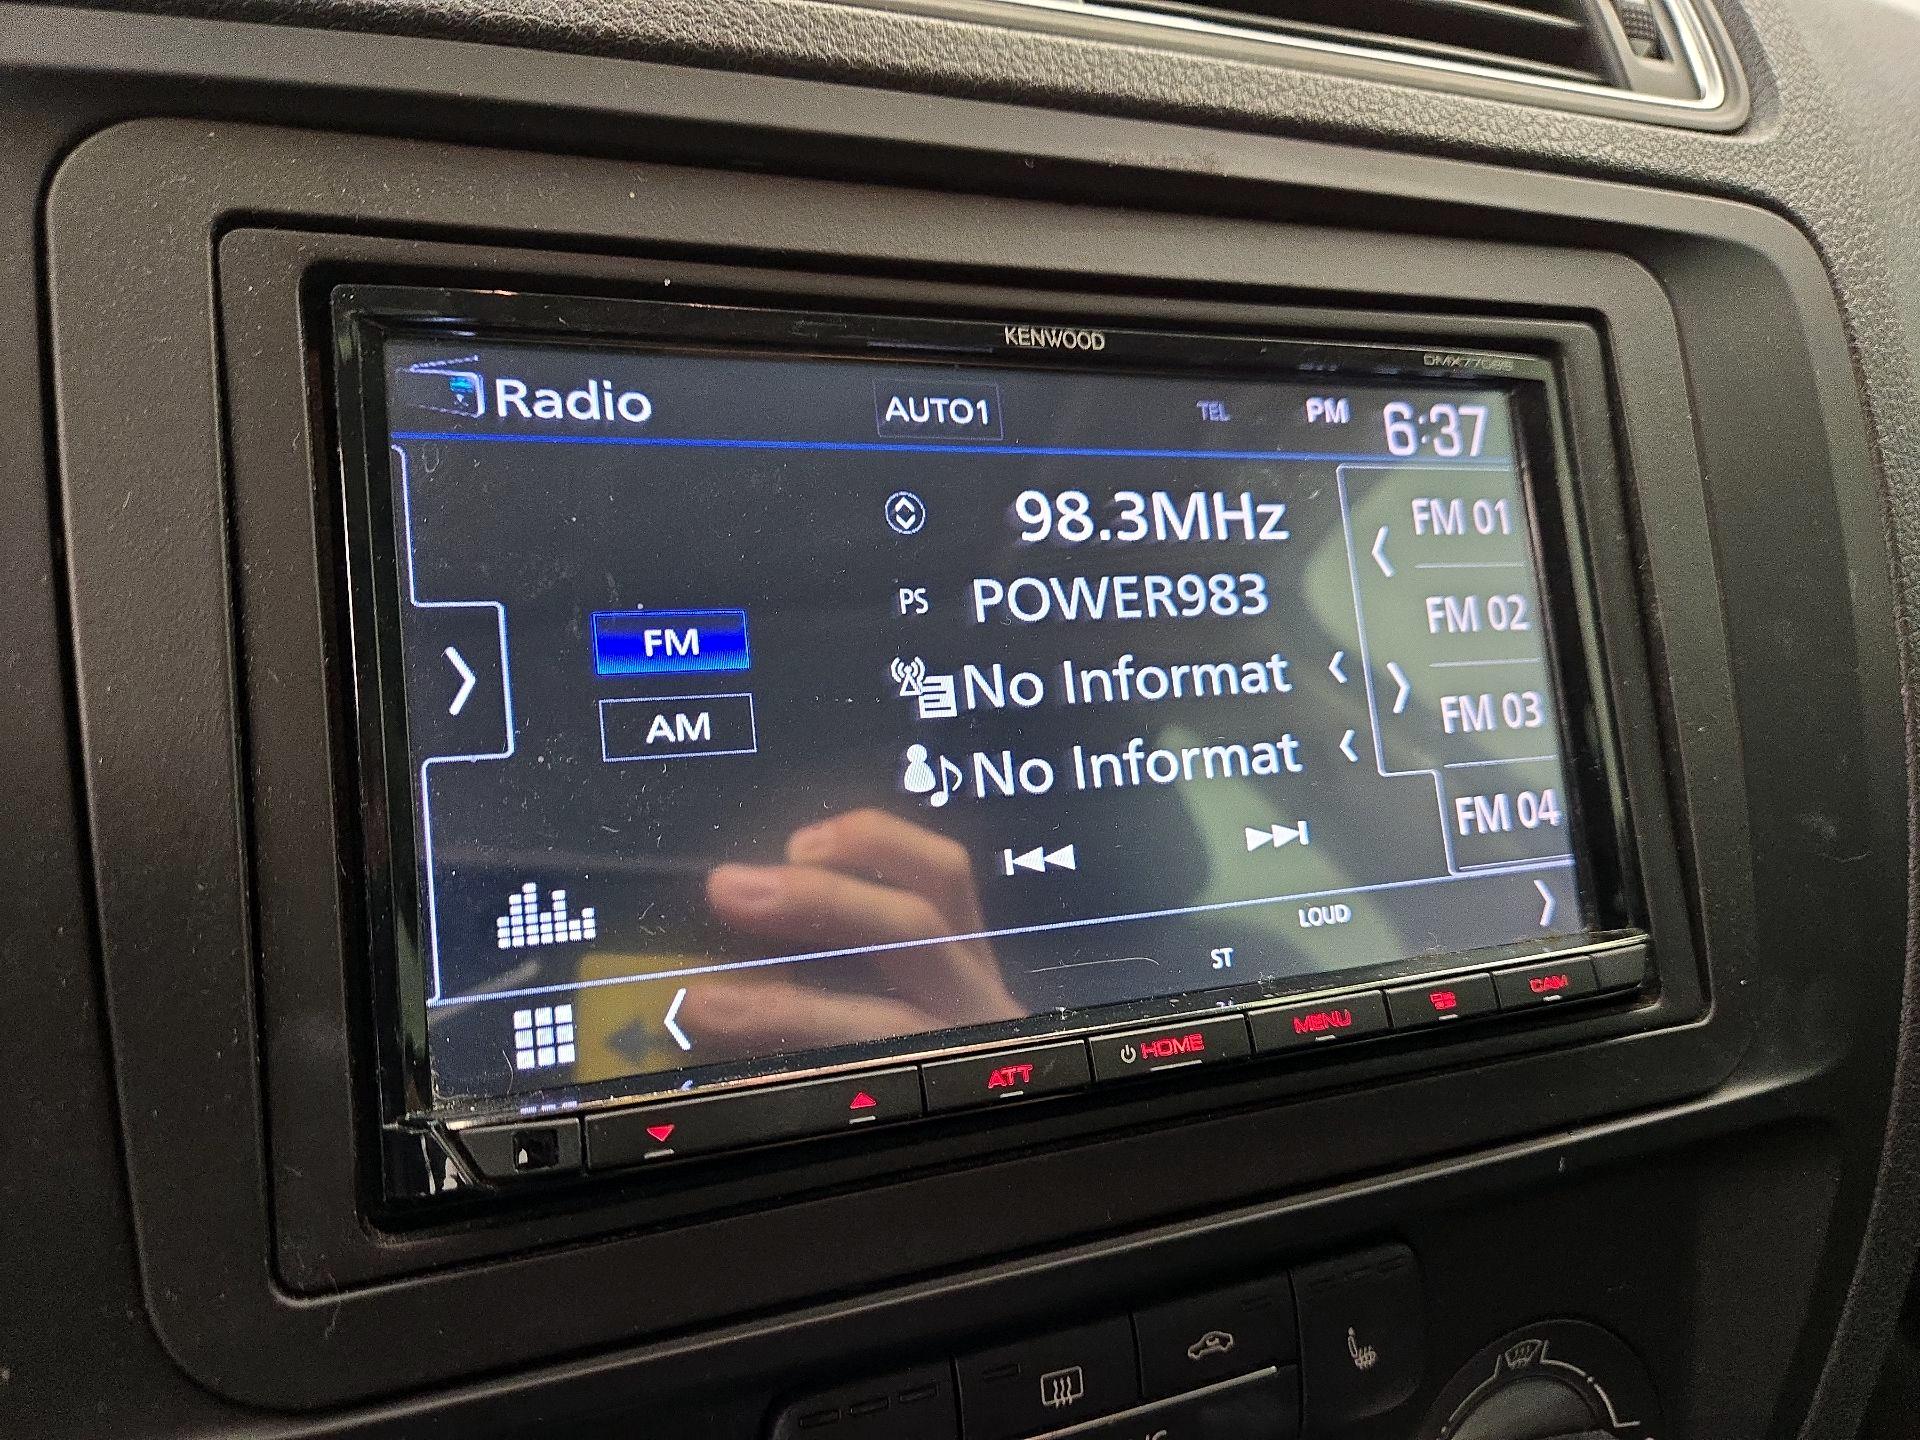 KENWOOD
Radio
AUTO1
TEL
PM
6:37
98.3MHz
PS
POWER983
No Informat
No Informat
FM
AM
FM 01
FM 02
FM 03
FM 04
LOUD
ST
ATT
HOME
MENU
CAM